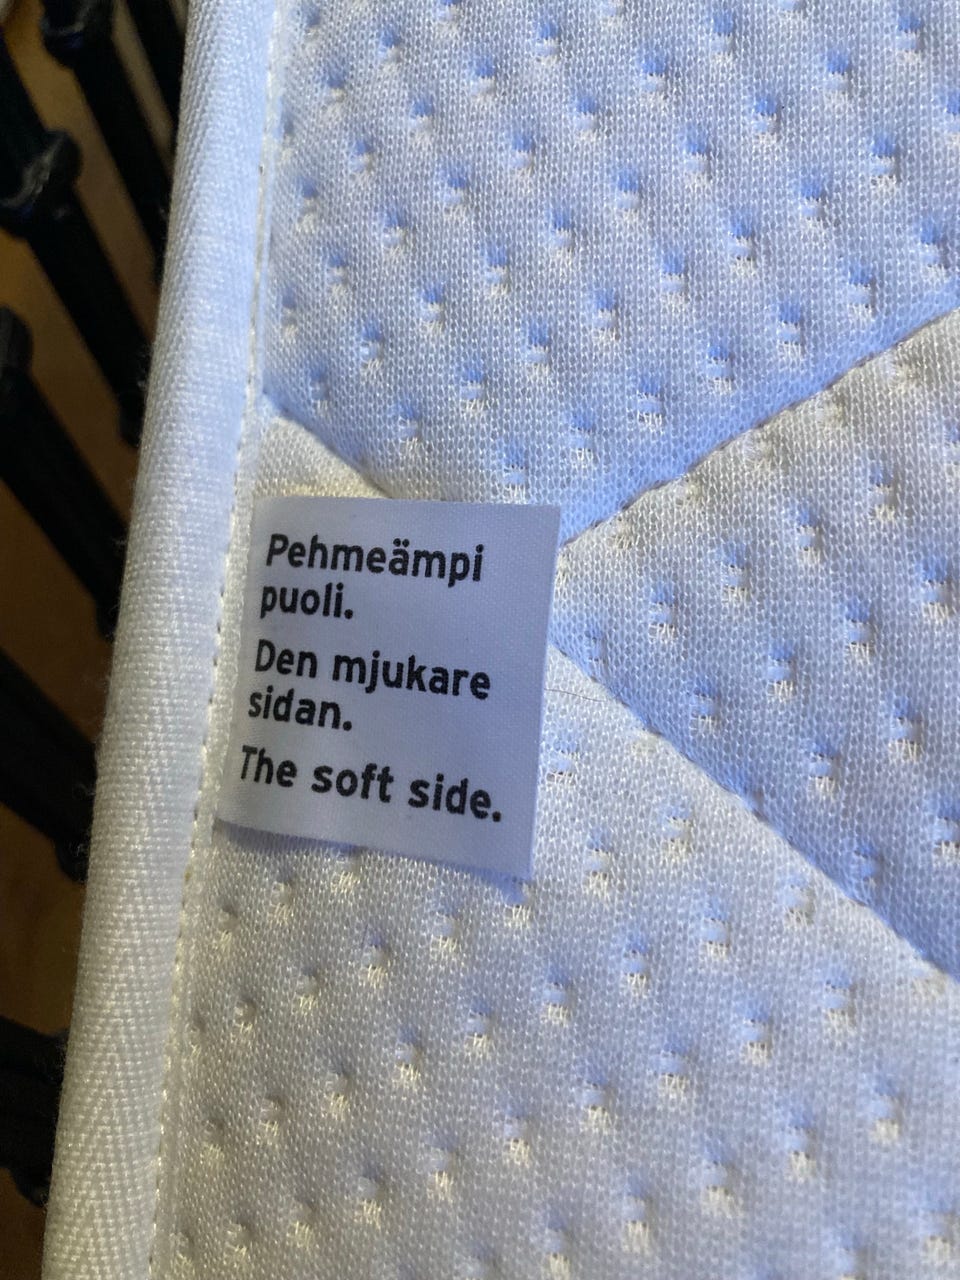 Pehmeämpi
puoli.
Den mjukare
sidan.
The soft side.